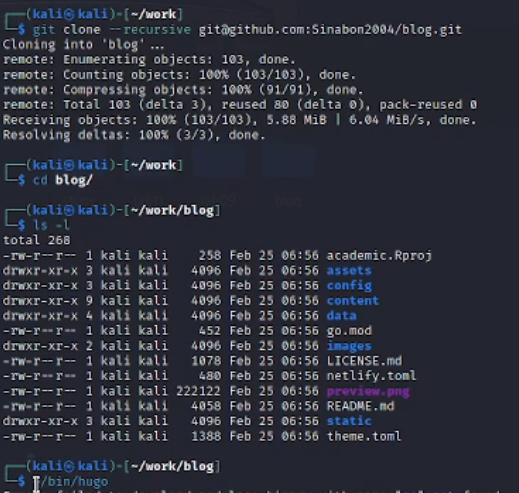 ┌──(kali㉿kali)-[~/work]
└─$ git clone --recursive git@github.com:Sinabon2004/blog.git
Cloning into 'blog'...
remote: Enumerating objects: 103, done.
remote: Counting objects: 100% (103/103), done.
remote: Compressing objects: 100% (91/91), done.
remote: Total 103 (delta 3), reused 80 (delta 0), pack-reused 0
Receiving objects: 100% (103/103), 5.88 MiB | 6.04 MiB/s, done.
Resolving deltas: 100% (3/3), done.
┌──(kali㉿kali)-[~/work]
└─$ cd blog/
┌──(kali㉿kali)-[~/work/blog]
└─$ ls -l
total 268
-rw-r--r-- 1 kali kali 258 Feb 25 06:56 academic.Rproj
drwxr-xr-x 3 kali kali 4096 Feb 25 06:56 assets
drwxr-xr-x 3 kali kali 4096 Feb 25 06:56 config
drwxr-xr-x 9 kali kali 4096 Feb 25 06:56 content
drwxr-xr-x 4 kali kali 4096 Feb 25 06:56 data
-rw-r--r-- 1 kali kali 452 Feb 25 06:56 go.mod
drwxr-xr-x 2 kali kali 4096 Feb 25 06:56 images
-rw-r--r-- 1 kali kali 1078 Feb 25 06:56 LICENSE.md
-rw-r--r-- 1 kali kali 480 Feb 25 06:56 netlify.toml
-rw-r--r-- 1 kali kali 222122 Feb 25 06:56 preview.png
-rw-r--r-- 1 kali kali 4058 Feb 25 06:56 README.md
drwxr-xr-x 3 kali kali 4096 Feb 25 06:56 static
-rw-r--r-- 1 kali kali 1388 Feb 25 06:56 theme.toml
┌──(kali㉿kali)-[~/work/blog]
└─$ /bin/hugo